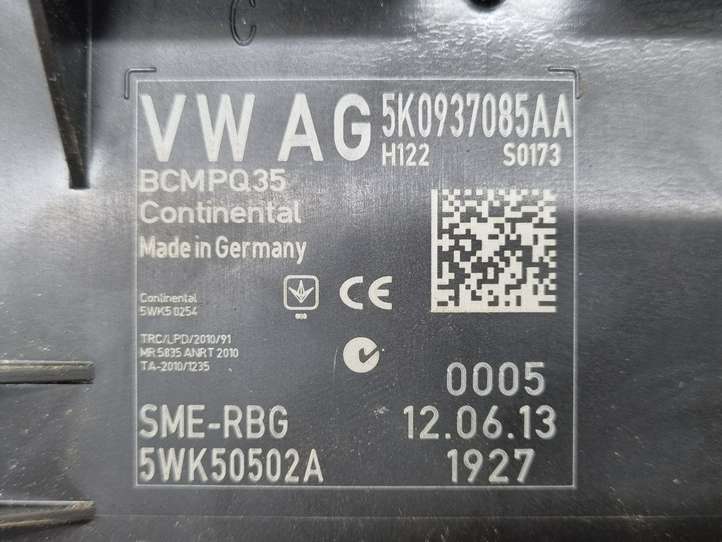 C
VW AG 5K0937085AA
H122 S0173
BCMPQ35
Continental
Made in Germany
Continental
5WK5 0254
CE
TRC/LPD/2010/91
MR 5835 ANRT 2010
TA-2010/1235
0005
SME-RBG 12.06.13
5WK50502A 1927